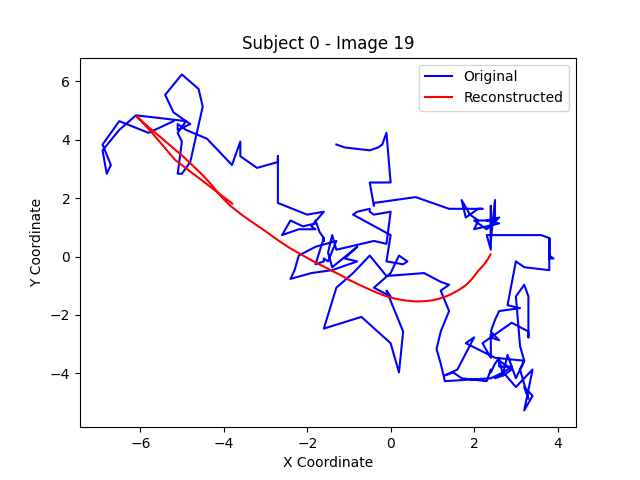 Subject 0 - Image 19
Original
Reconstructed
Y Coordinate
6
4
2
0
−2
−4
−6
−4
−2
0
2
4
X Coordinate